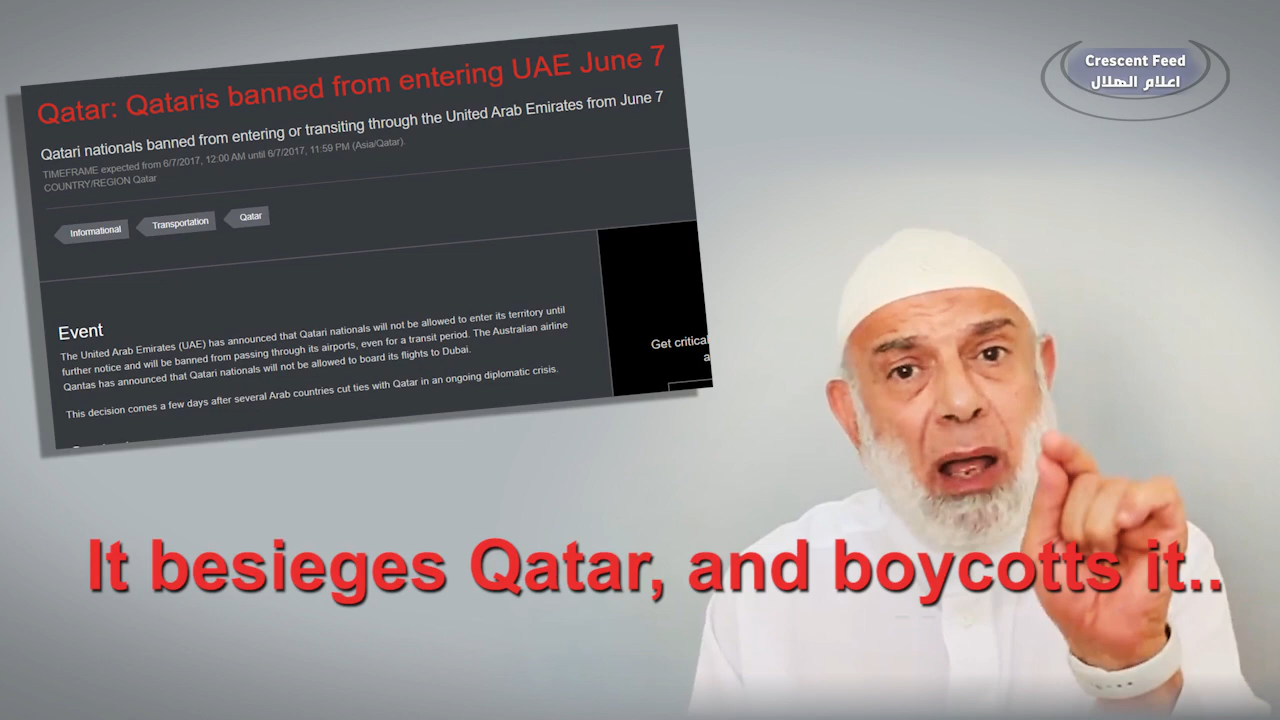 Qatar: Qataris banned from entering UAE June 7
Qatari nationals banned from entering or transiting through the United Arab Emirates from June 7
TIMEFRAME expected from 6/7/2017, 12:00 AM until 6/7/2017, 11:59 PM (Asia/Qatar).
COUNTRY/REGION Qatar
Informational
Transportation
Qatar
Event
The United Arab Emirates (UAE) has announced that Qatari nationals will not be allowed to enter its territory until
further notice and will be banned from passing through its airports, even for a transit period. The Australian airline
Qantas has announced that Qatari nationals will not be allowed to board its flights to Dubai.
This decision comes a few days after several Arab countries cut ties with Qatar in an ongoing diplomatic crisis.
Get critical
a
Crescent Feed
اعلام الهلال
It besieges Qatar, and boycotts it..